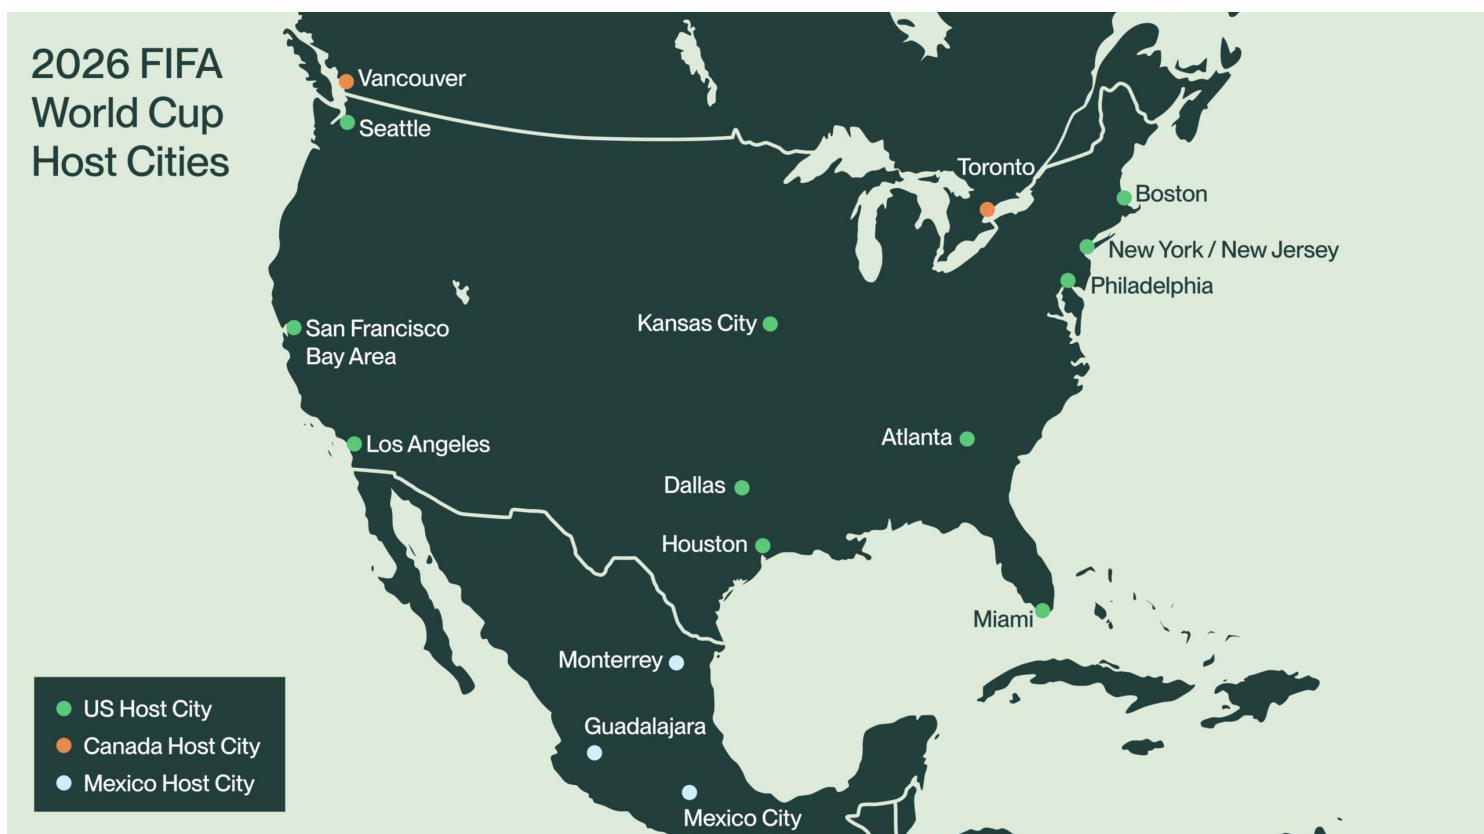 2026 FIFA
World Cup
Host Cities
Vancouver
Seattle
Toronto
Boston
New York / New Jersey
Philadelphia
Kansas City
San Francisco
Bay Area
Atlanta
Los Angeles
Dallas
Houston
Miami
Monterrey
Guadalajara
Mexico City
US Host City
Canada Host City
Mexico Host City